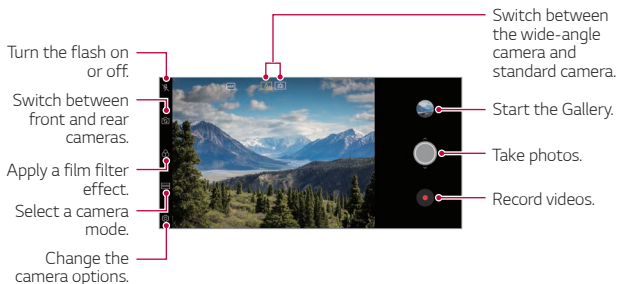 Turn the flash on
or off.
Switch between
front and rear
cameras.
Apply a film filter
effect.
Select a camera
mode.
Change the
camera options.
Switch between
the wide-angle
camera and
standard camera.
Start the Gallery.
Take photos.
Record videos.